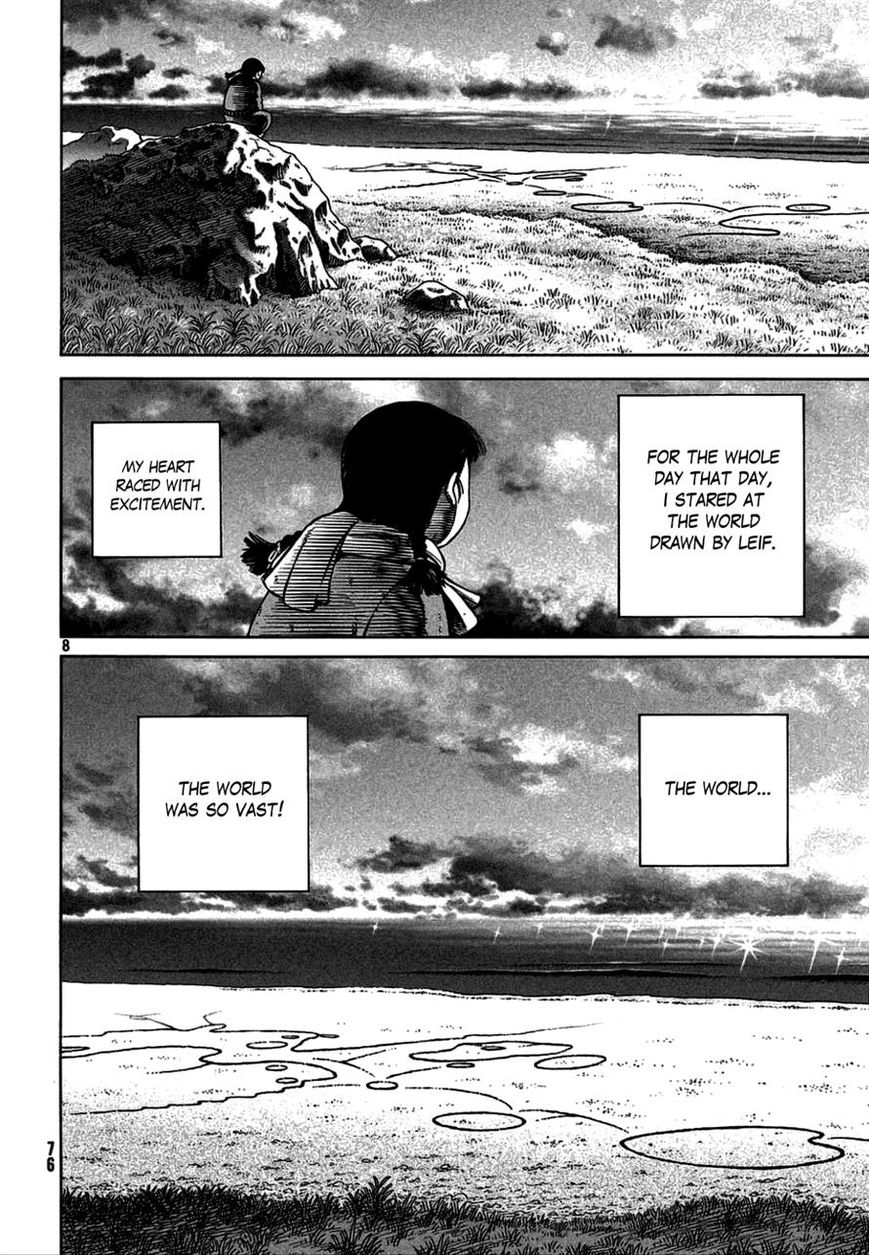 FOR THE WHOLE
DAY THAT DAY,
I STARED AT
THE WORLD
DRAWN BY LEIF.
MY HEART
RACED WITH
EXCITEMENT.
8
THE WORLD...
THE WORLD
WAS SO VAST!
76